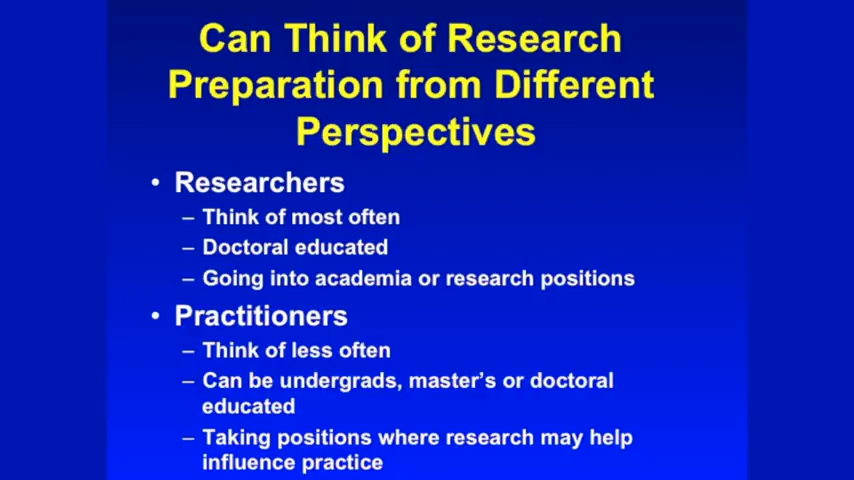 Can Think of Research
Preparation from Different
Perspectives
• Researchers
– Think of most often
– Doctoral educated
– Going into academia or research positions
• Practitioners
– Think of less often
– Can be undergrads, master's or doctoral
educated
– Taking positions where research may help
influence practice